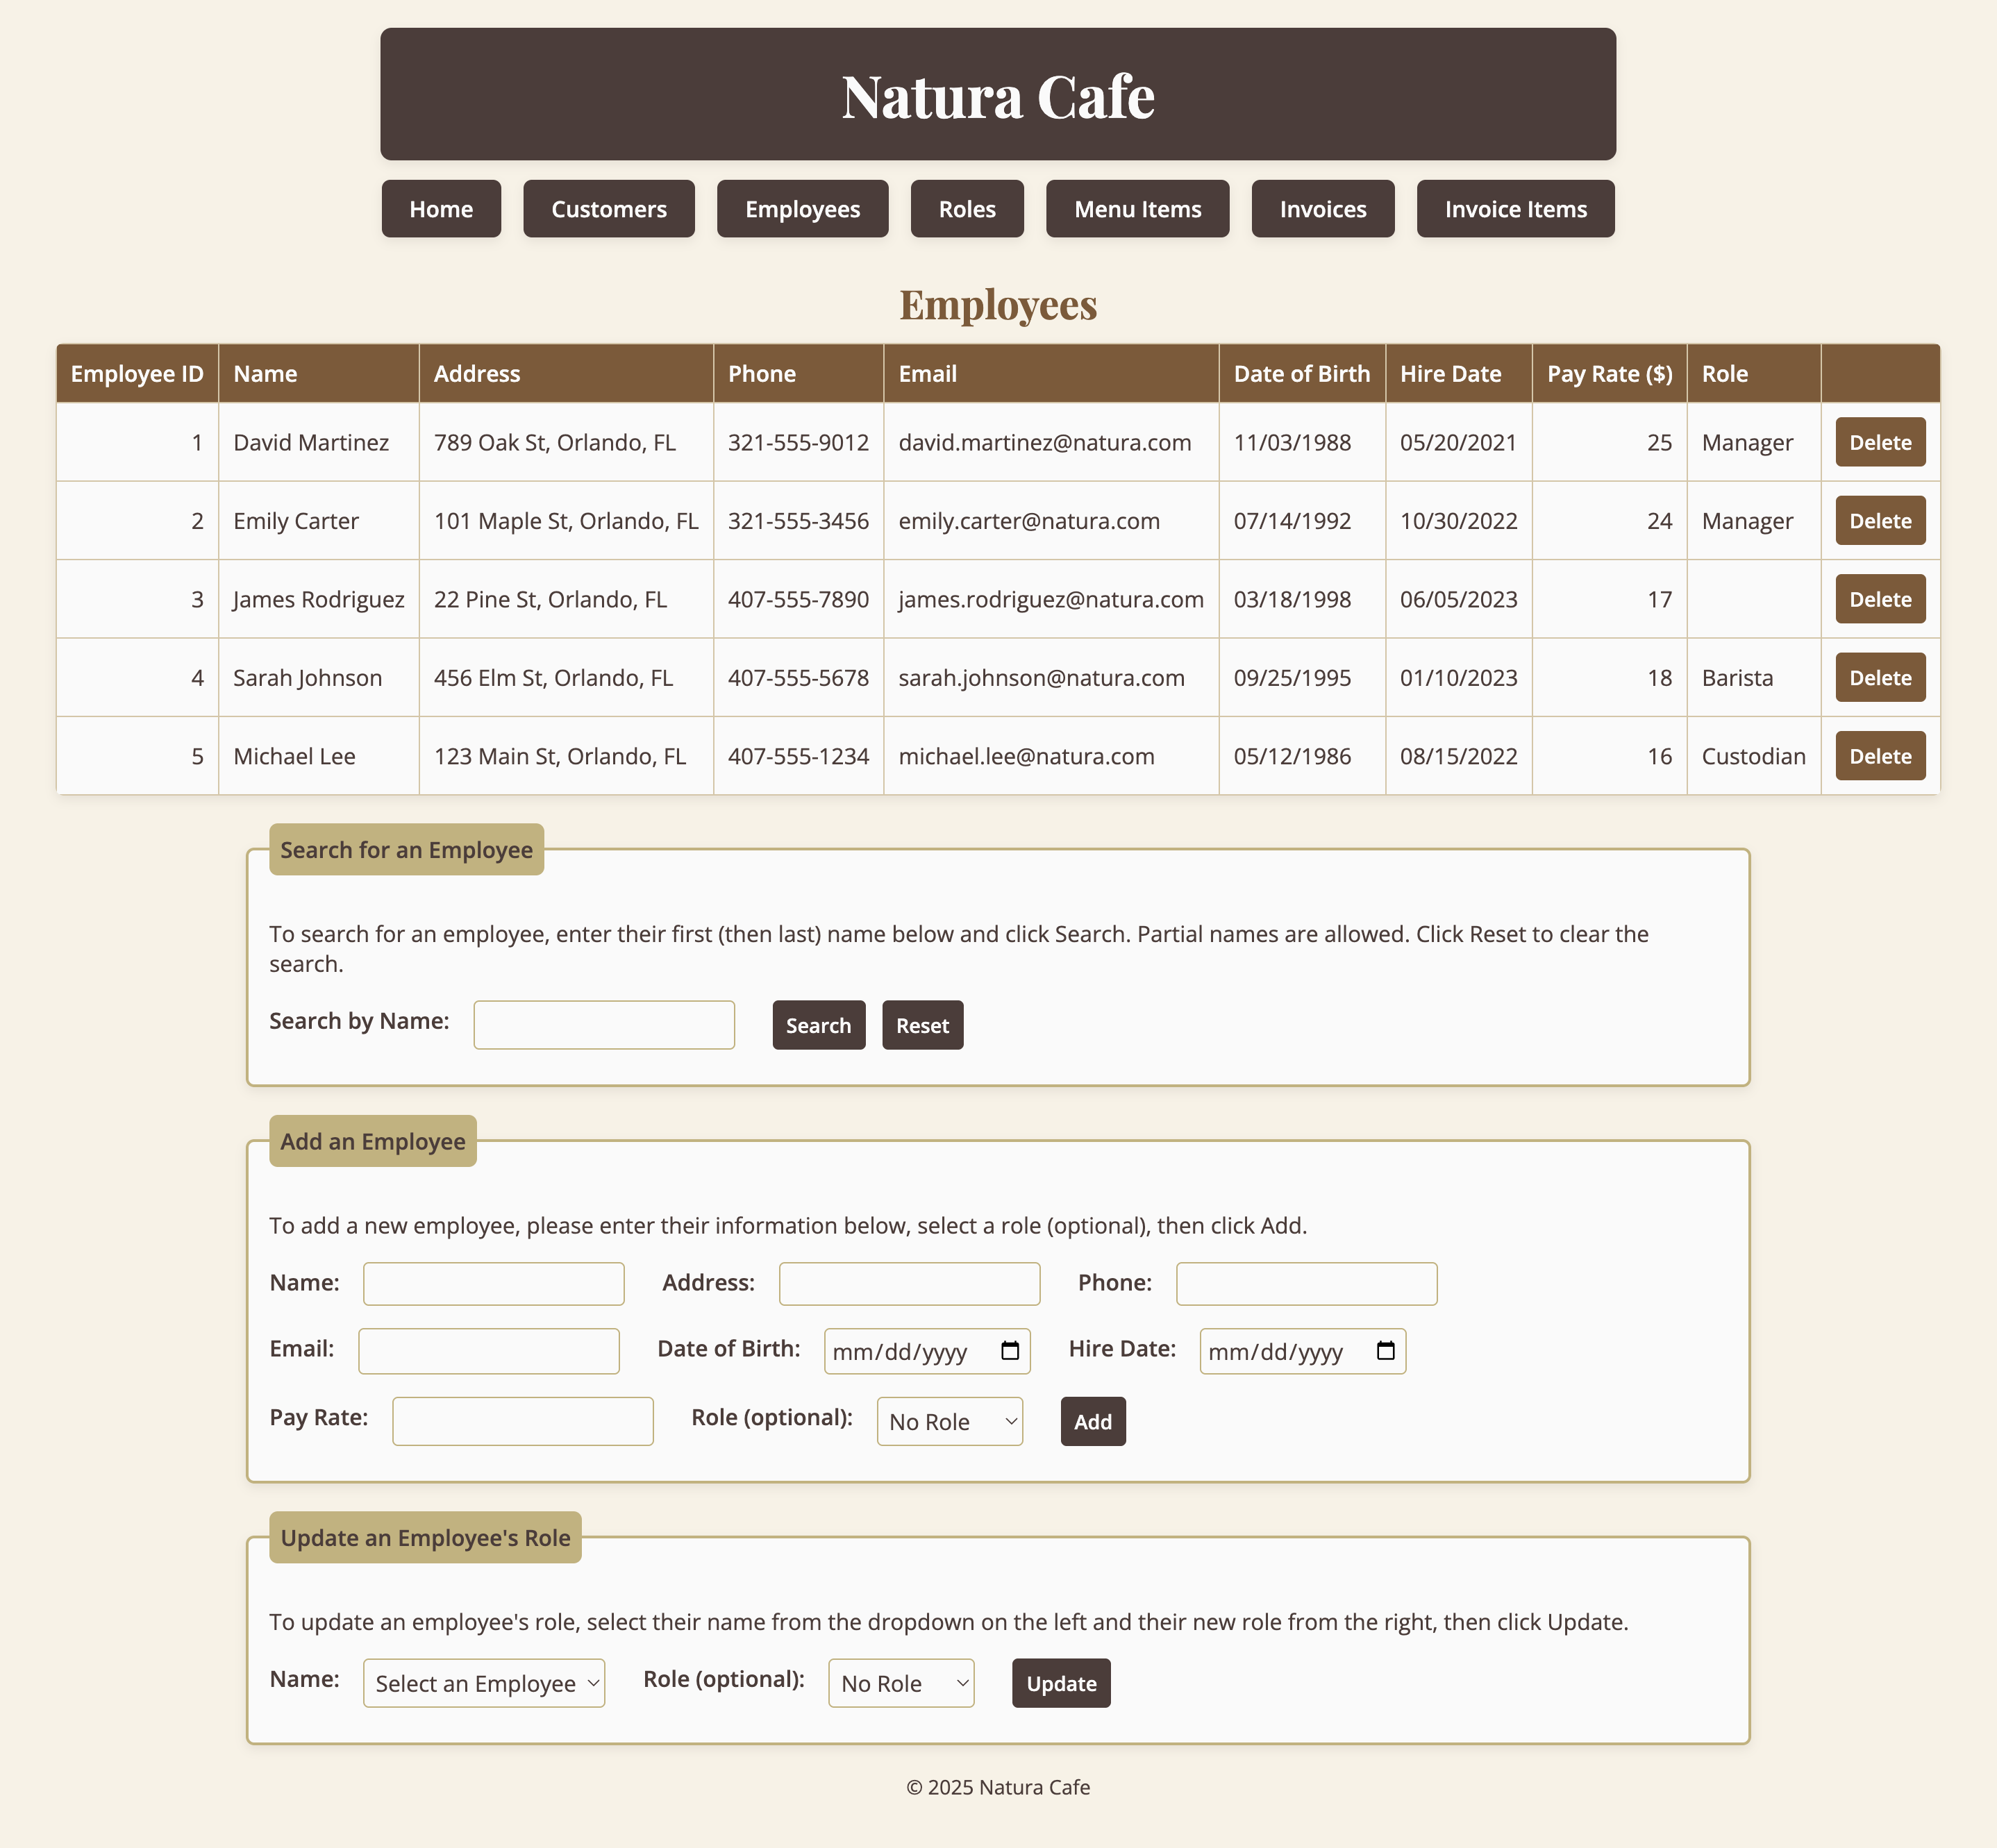 Natura Cafe
Home Customers Employees Roles Menu Items Invoices Invoice Items
Employees
Employee ID Name Address Phone Email Date of Birth Hire Date Pay Rate ($) Role
1 David Martinez 789 Oak St, Orlando, FL 321-555-9012 david.martinez@natura.com 11/03/1988 05/20/2021 25 Manager Delete
2 Emily Carter 101 Maple St, Orlando, FL 321-555-3456 emily.carter@natura.com 07/14/1992 10/30/2022 24 Manager Delete
3 James Rodriguez 22 Pine St, Orlando, FL 407-555-7890 james.rodriguez@natura.com 03/18/1998 06/05/2023 17 Delete
4 Sarah Johnson 456 Elm St, Orlando, FL 407-555-5678 sarah.johnson@natura.com 09/25/1995 01/10/2023 18 Barista Delete
5 Michael Lee 123 Main St, Orlando, FL 407-555-1234 michael.lee@natura.com 05/12/1986 08/15/2022 16 Custodian Delete
Search for an Employee
To search for an employee, enter their first (then last) name below and click Search. Partial names are allowed. Click Reset to clear the
search.
Search by Name: Search Reset
Add an Employee
To add a new employee, please enter their information below, select a role (optional), then click Add.
Name: Address: Phone:
Email: Date of Birth: mm/dd/yyyy Hire Date: mm/dd/yyyy
Pay Rate: Role (optional): No Role Add
Update an Employee's Role
To update an employee's role, select their name from the dropdown on the left and their new role from the right, then click Update.
Name: Select an Employee Role (optional): No Role Update
© 2025 Natura Cafe